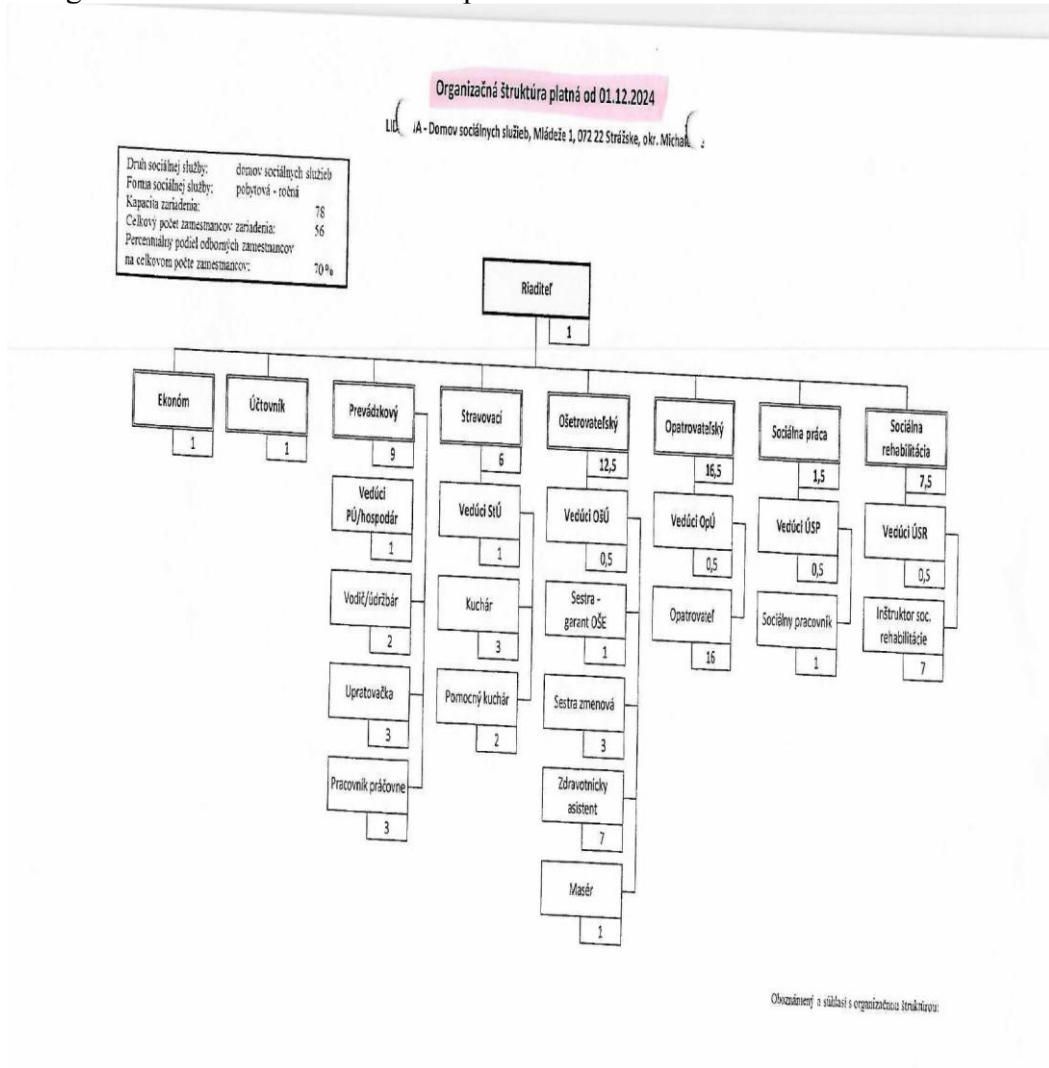 Organizačná štruktúra platná od 01.12.2024
- Domov sociálnych služieb, Mládeže 1, 072 22 Strážske, okr.
Druh sociálnej služby: domov sociálnych služieb
Forma sociálnej služby: pobytová - ročná
Kapacita zariadenia: 78
Celkový počet zamestnancov zariadenia: 56
Percentuálny podiel odborných zamestnancov
na celkovom počte zamestnancov: 70 %
Riaditeľ
1
Ekonóm
1
Účtovník
1
Prevádzkový
9
Vedúci
PÚ/hospodár
1
Vodič/údržbár
2
Upratovačka
3
Pracovník práčovne
3
Stravovací
6
Vedúci StÚ
1
Kuchár
3
Pomocný kuchár
2
Ošetrovateľský
12,5
Vedúci OšÚ
0,5
Sestra -
garant OŠE
1
Sestra zmenová
3
Zdravotnícky
asistent
7
Masér
1
Opatrovateľský
16,5
Vedúci OpÚ
0,5
Opatrovateľ
16
Sociálna práca
1,5
Vedúci ÚSP
0,5
Sociálny pracovník
1
Sociálna
rehabilitácia
7,5
Vedúci ÚSR
0,5
Inštruktor soc.
rehabilitácie
7
Oboznámený a súhlasí s organizačnou štruktúrou: